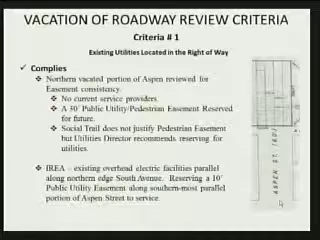 VACATION OF ROADWAY REVIEW CRITERIA
Criteria # 1
Existing Utilities Located in the Right of Way
✓ Complies
❖ Northern vacated portion of Aspen reviewed for
Easement consistency.
❖ No current service providers.
❖ A 30' Public Utility/Pedestrian Easement Reserved
for future.
❖ Social Trail does not justify Pedestrian Easement
but Utilities Director recommends reserving for
utilities.
❖ IREA – existing overhead electric facilities parallel
along northern edge South Avenue. Reserving a 10'
Public Utility Easement along southern-most parallel
portion of Aspen Street to service.
ASPEN ST.